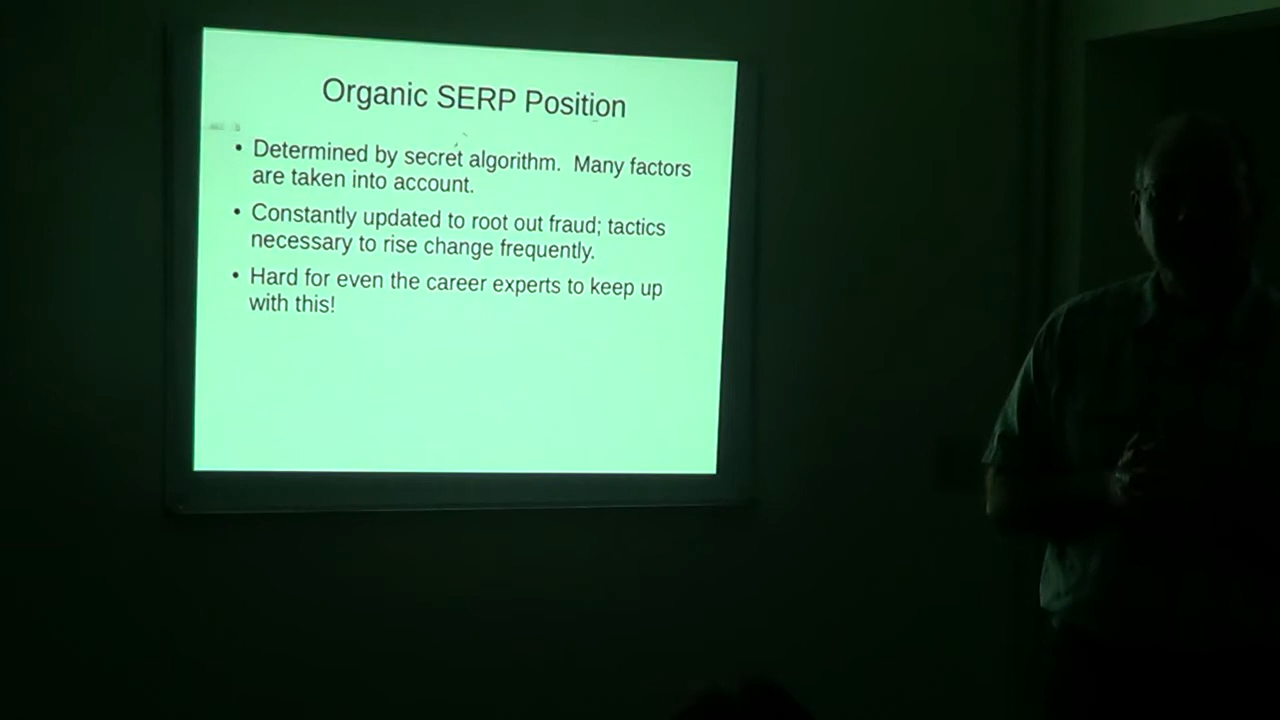 Organic SERP Position
• Determined by secret algorithm.  Many factors
are taken into account.
• Constantly updated to root out fraud; tactics
necessary to rise change frequently.
• Hard for even the career experts to keep up
with this!